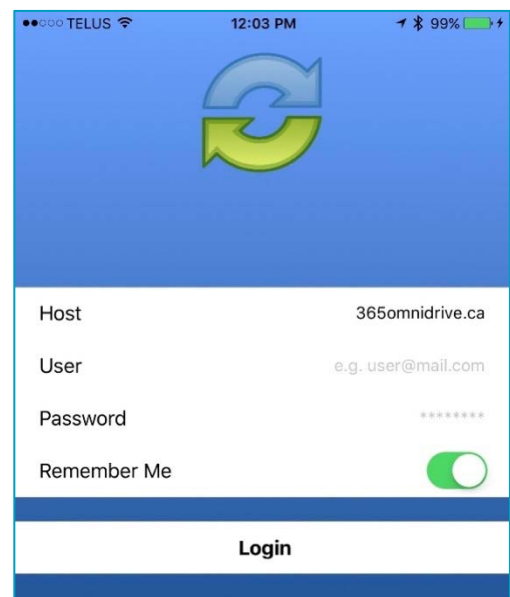 TELUS 12:03 PM 99%
Host 365omnidrive.ca
User e.g. user@mail.com
Password ********
Remember Me
Login